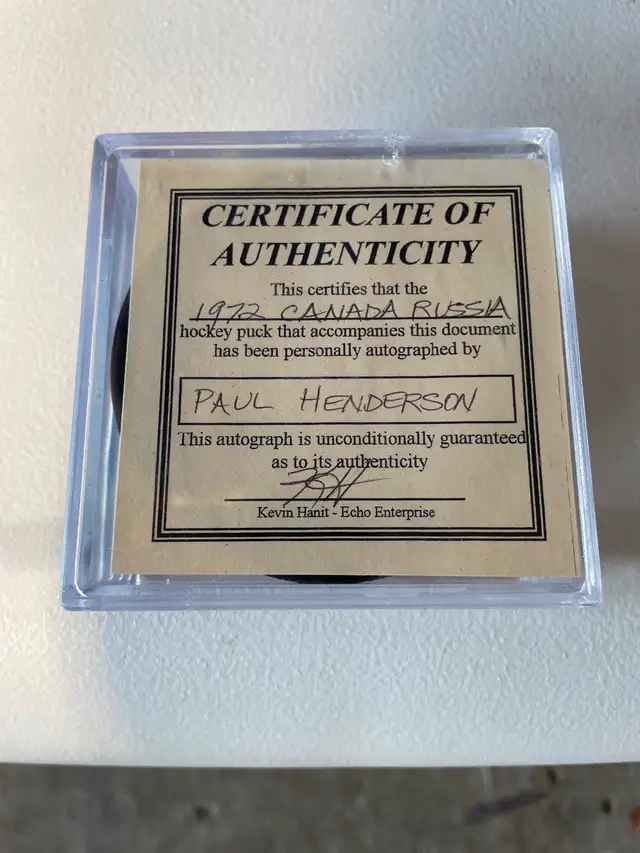 CERTIFICATE OF
AUTHENTICITY
This certifies that the
1972 CANADA RUSSIA
hockey puck that accompanies this document
has been personally autographed by
PAUL HENDERSON
This autograph is unconditionally guaranteed
as to its authenticity
Kevin Hanit - Echo Enterprise